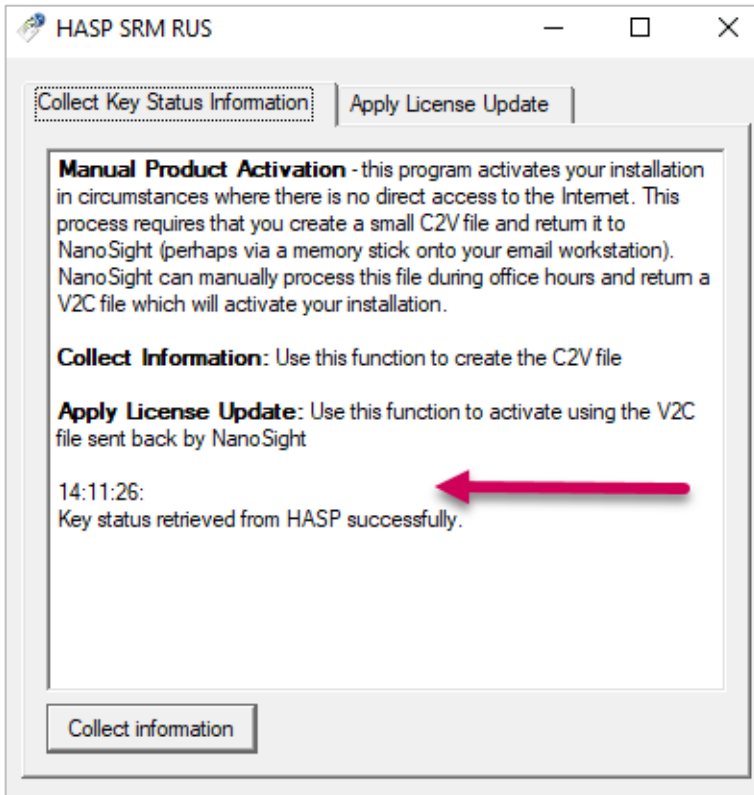 HASP SRM RUS
Collect Key Status Information
Apply License Update
Manual Product Activation - this program activates your installation
in circumstances where there is no direct access to the Internet. This
process requires that you create a small C2V file and return it to
NanoSight (perhaps via a memory stick onto your email workstation).
NanoSight can manually process this file during office hours and return a
V2C file which will activate your installation.
Collect Information: Use this function to create the C2V file
Apply License Update: Use this function to activate using the V2C
file sent back by NanoSight
14:11:26:
Key status retrieved from HASP successfully.
Collect information